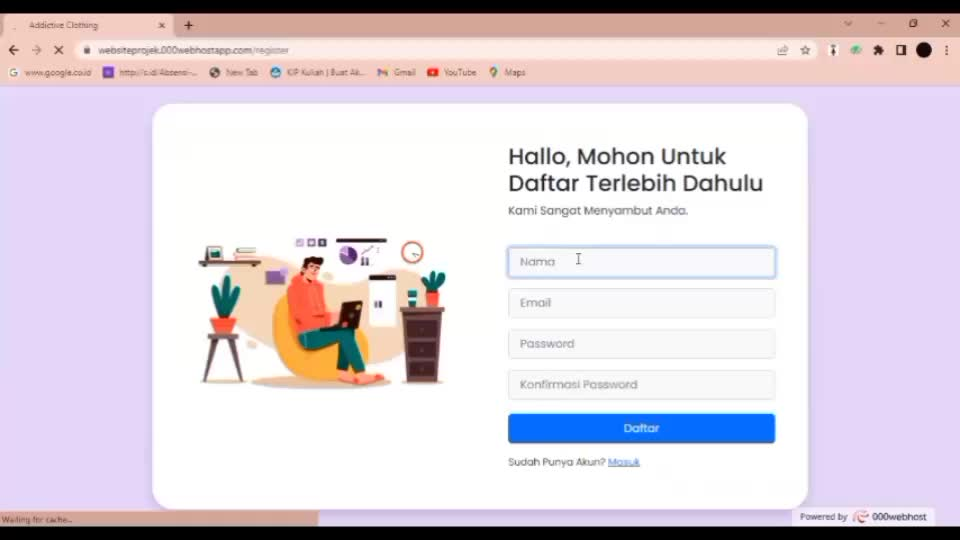 Addictive Clothing
websiteprojek.000webhostapp.com/register
www.google.co.id
http://s.id/Absensi-...
New Tab
KIP Kuliah | Buat Ak...
Gmail
YouTube
Maps
Hallo, Mohon Untuk
Daftar Terlebih Dahulu
Kami Sangat Menyambut Anda.
Nama
Email
Password
Konfirmasi Password
Daftar
Sudah Punya Akun? Masuk
Waiting for cache...
Powered by 000webhost